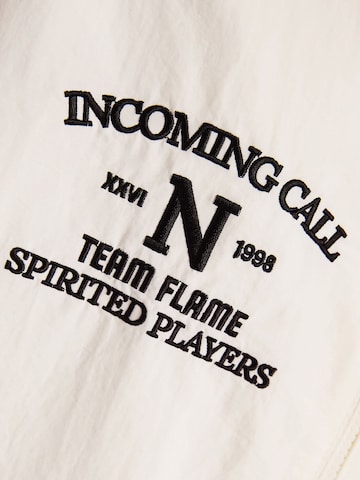 INCOMING CALL
XXVI N 1998
TEAM FLAME
SPIRITED PLAYERS